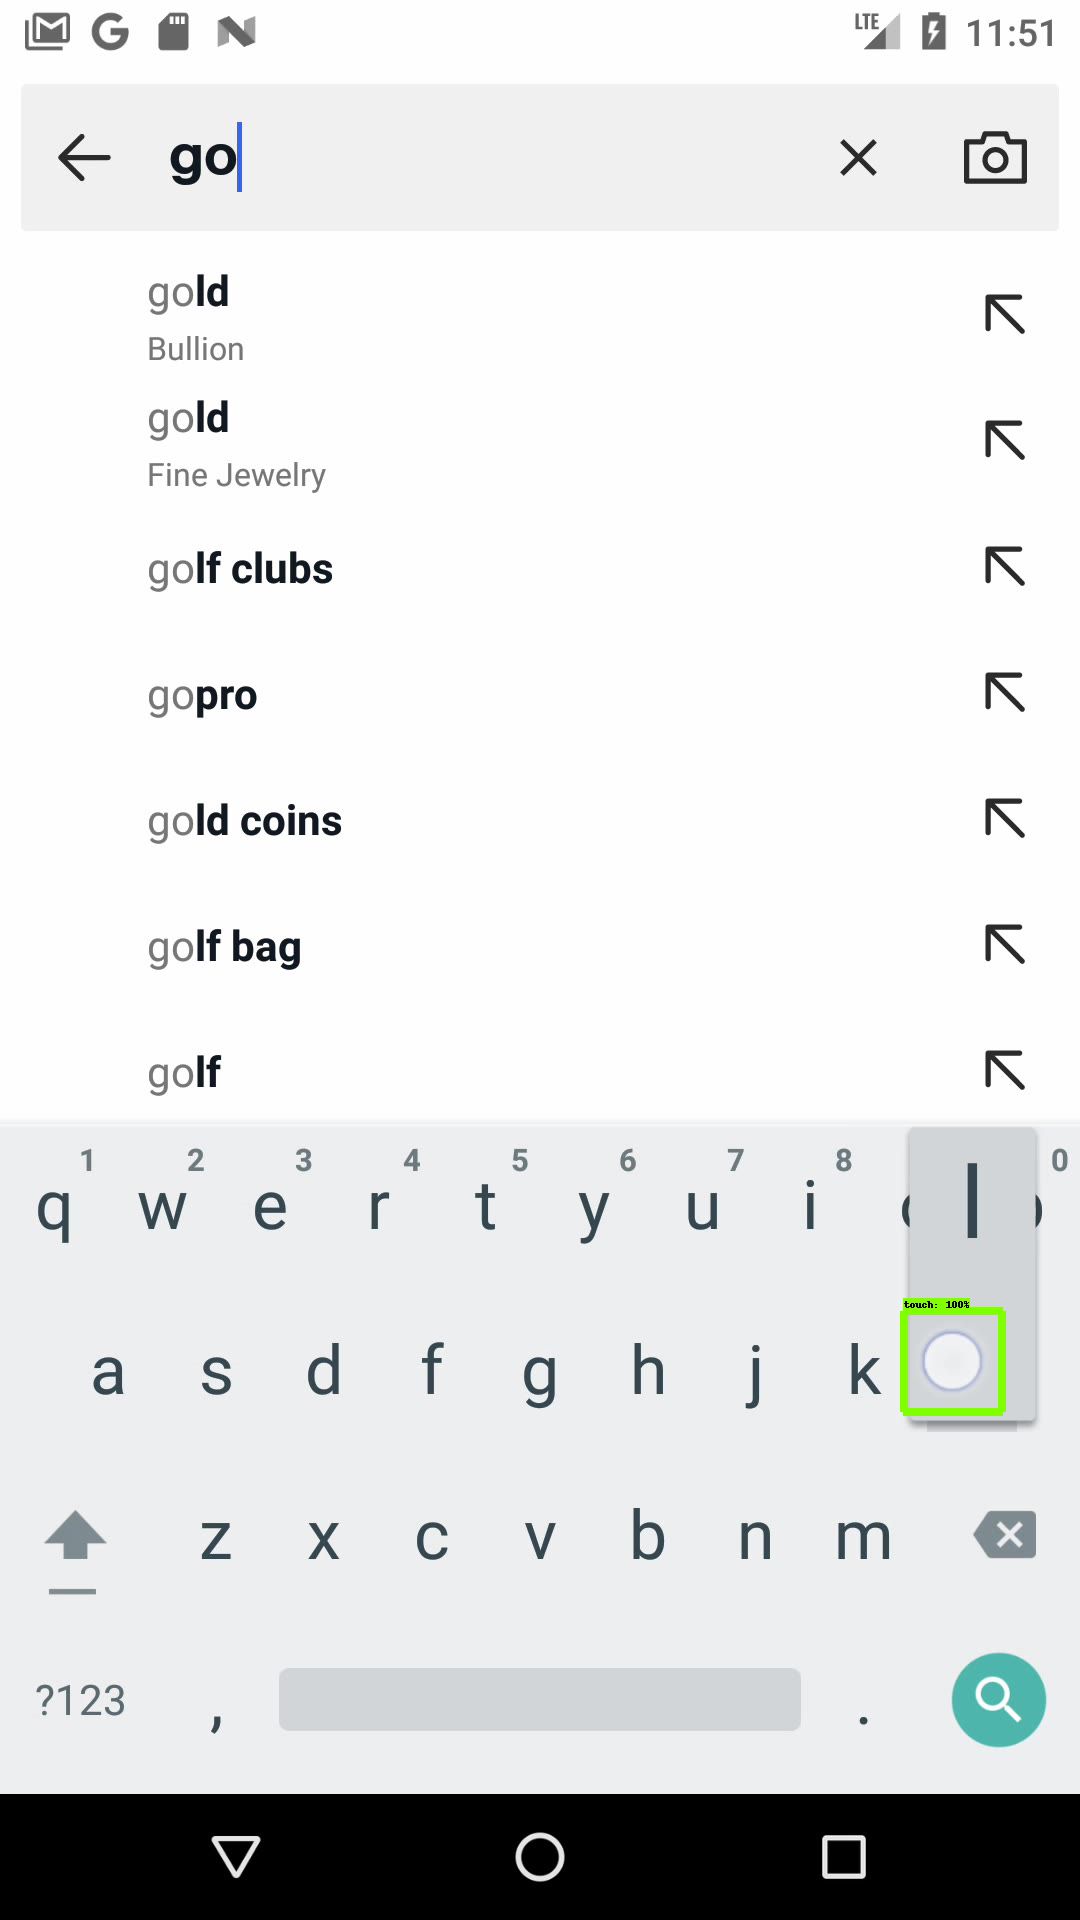 LTE 11:51
go
gold
Bullion
gold
Fine Jewelry
golf clubs
gopro
gold coins
golf bag
golf
1 2 3 4 5 6 7 8 0
q w e r t y u i l
touch: 100%
a s d f g h j k
z x c v b n m
?123 , .